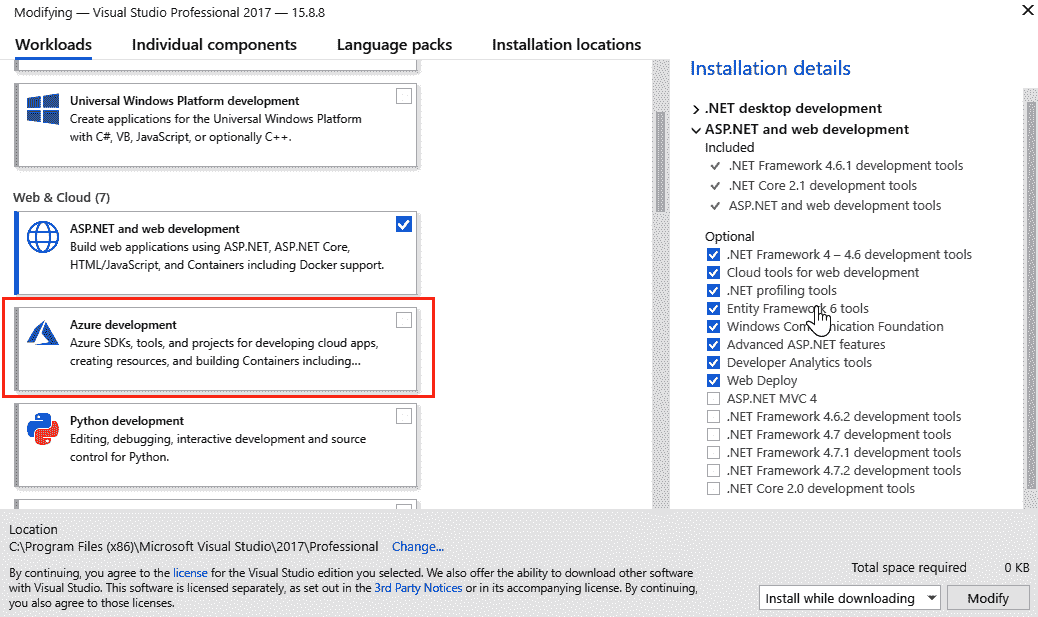 Modifying — Visual Studio Professional 2017 — 15.8.8
Workloads
Individual components
Language packs
Installation locations
Universal Windows Platform development
Create applications for the Universal Windows Platform
with C#, VB, JavaScript, or optionally C++.
Web & Cloud (7)
ASP.NET and web development
Build web applications using ASP.NET, ASP.NET Core,
HTML/JavaScript, and Containers including Docker support.
Azure development
Azure SDKs, tools, and projects for developing cloud apps,
creating resources, and building Containers including...
Python development
Editing, debugging, interactive development and source
control for Python.
Installation details
.NET desktop development
ASP.NET and web development
Included
.NET Framework 4.6.1 development tools
.NET Core 2.1 development tools
ASP.NET and web development tools
Optional
.NET Framework 4 – 4.6 development tools
Cloud tools for web development
.NET profiling tools
Entity Framework 6 tools
Windows Communication Foundation
Advanced ASP.NET features
Developer Analytics tools
Web Deploy
ASP.NET MVC 4
.NET Framework 4.6.2 development tools
.NET Framework 4.7 development tools
.NET Framework 4.7.1 development tools
.NET Framework 4.7.2 development tools
.NET Core 2.0 development tools
Location
C:\Program Files (x86)\Microsoft Visual Studio\2017\Professional Change...
By continuing, you agree to the license for the Visual Studio edition you selected. We also offer the ability to download other software
with Visual Studio. This software is licensed separately, as set out in the 3rd Party Notices or in its accompanying license. By continuing,
you also agree to those licenses.
Total space required 0 KB
Install while downloading
Modify